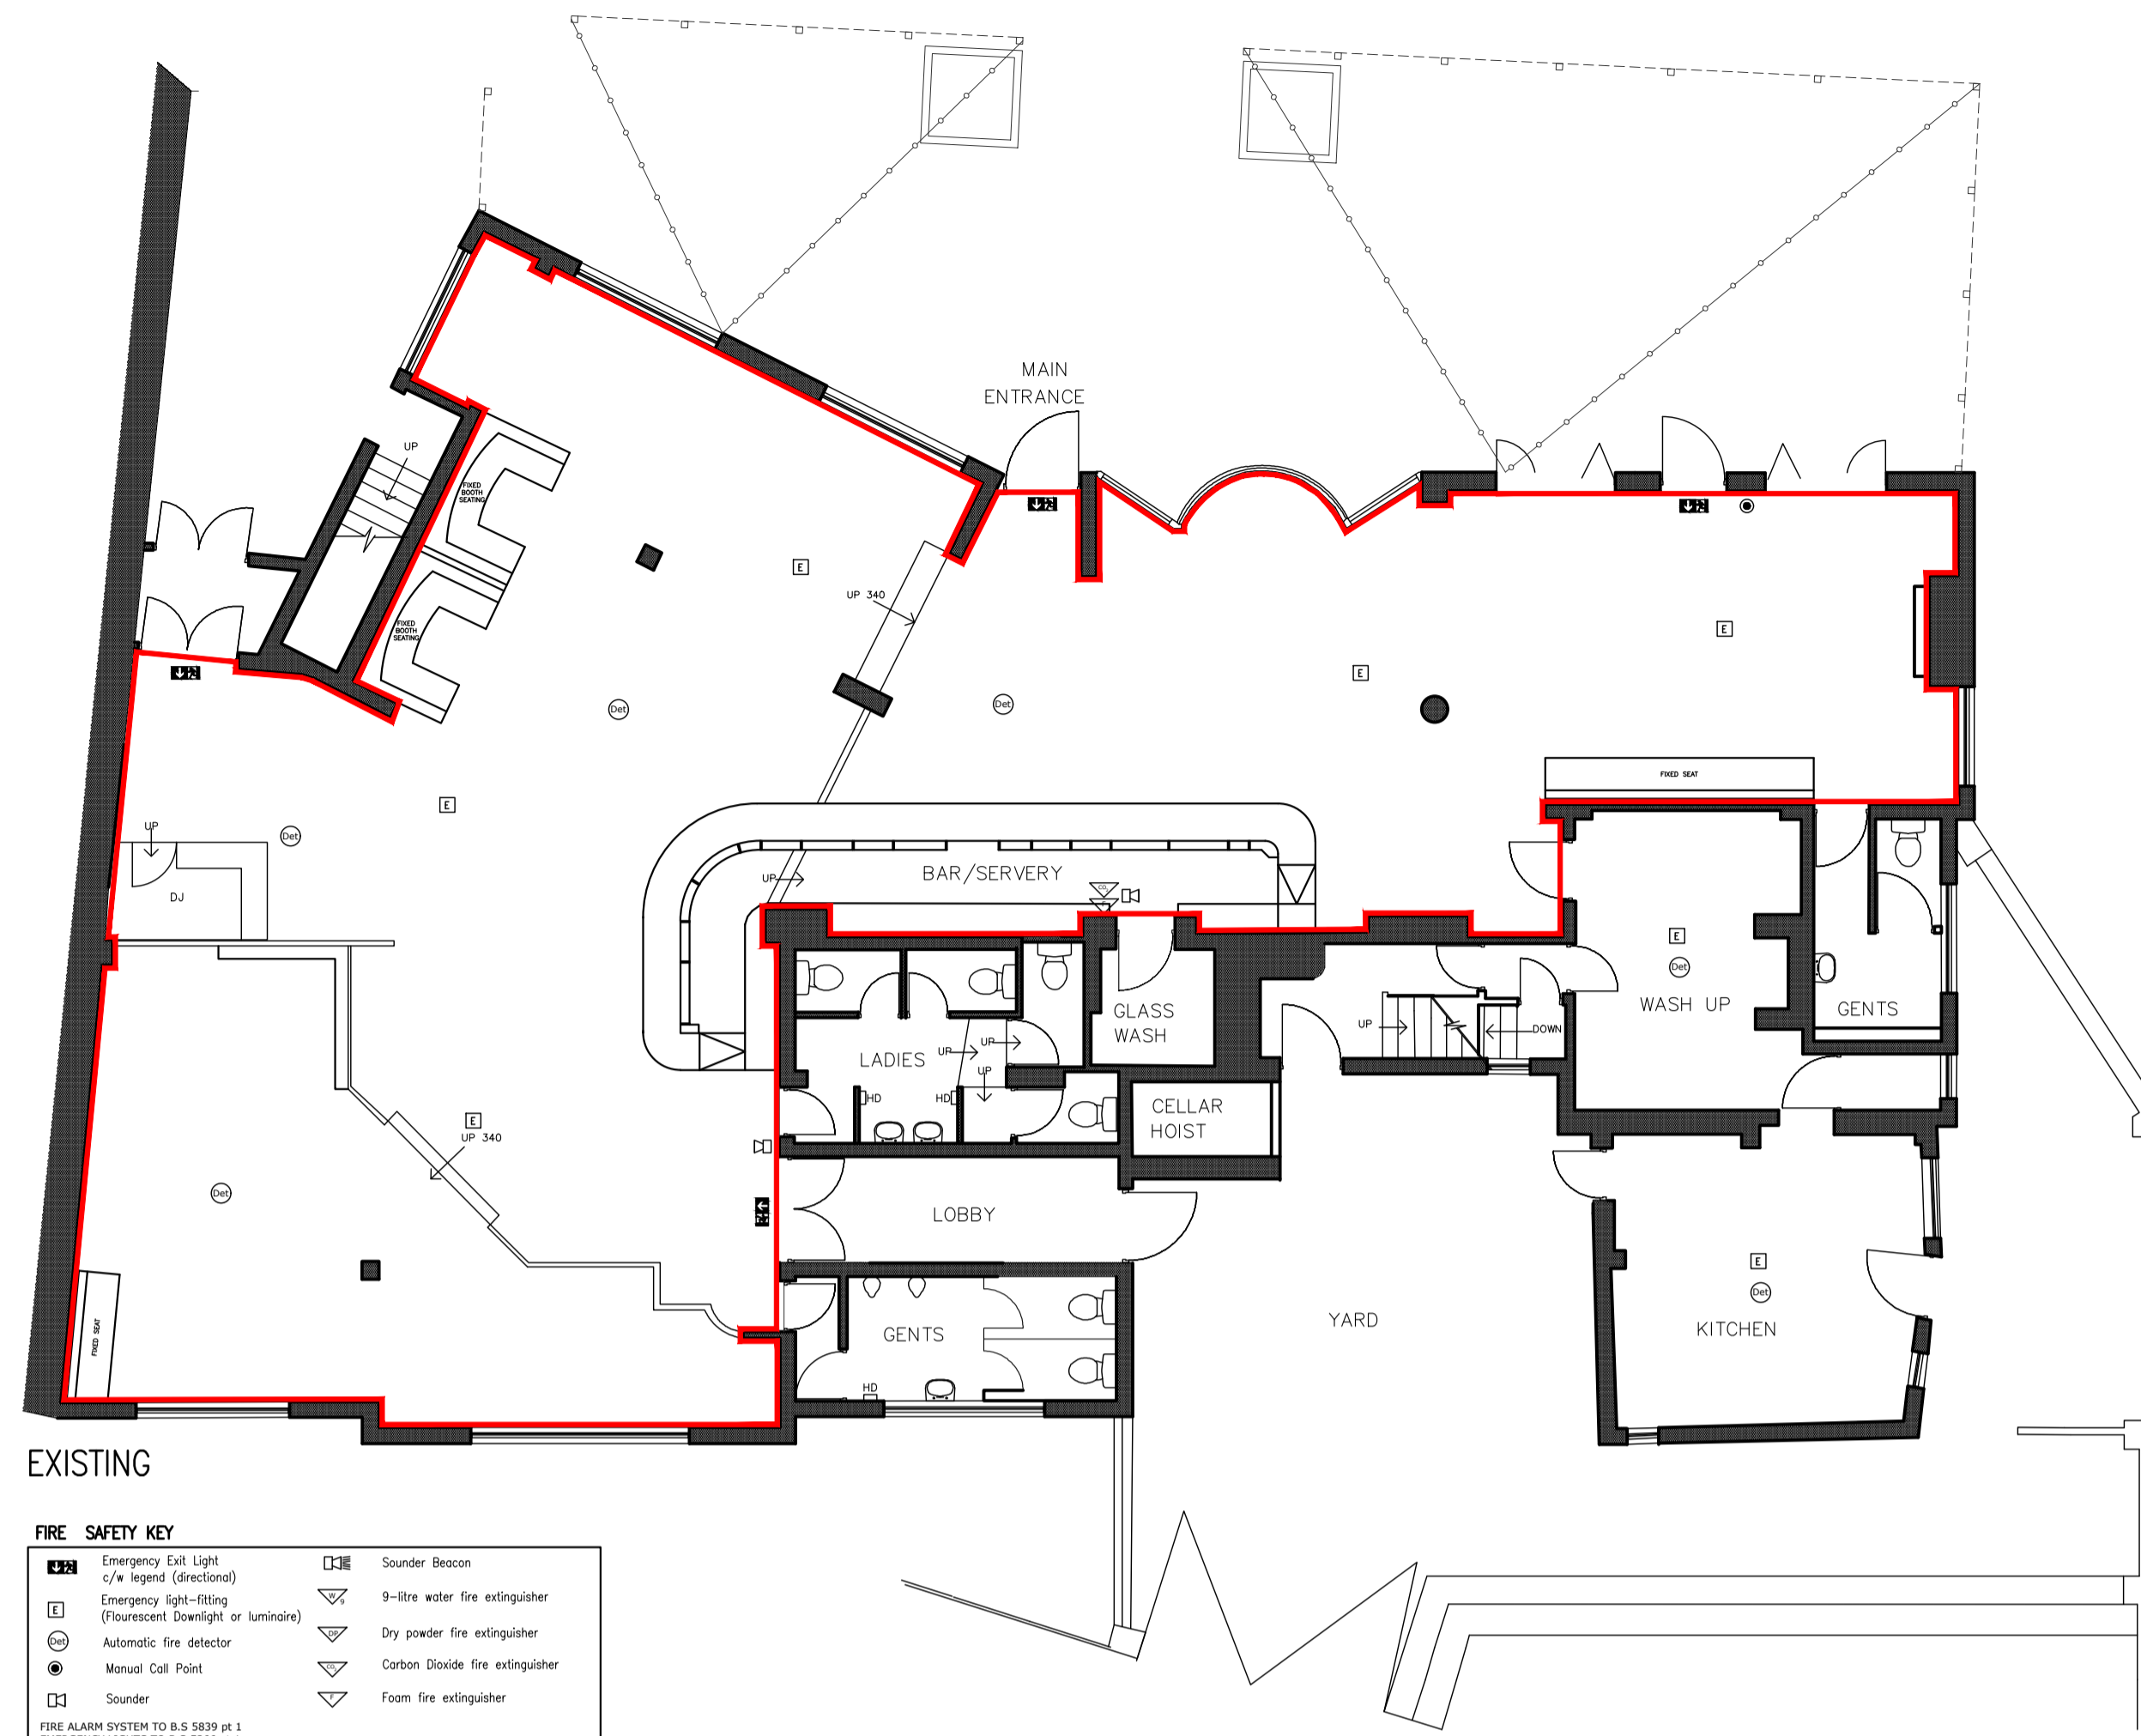 MAIN
ENTRANCE
UP
FIXED
BOOTH
SEATING
E
UP 340
FIXED
BOOTH
SEATING
E
E
Det
Det
FIXED SEAT
E
Det
UP
DJ
UP
BAR/SERVERY
CO2
F
E
Det
WASH UP
GENTS
GLASS
WASH
UP
DOWN
LADIES
UP
UP
UP
HD
HD
CELLAR
HOIST
E
UP 340
Det
LOBBY
E
Det
KITCHEN
YARD
GENTS
HD
FIXED SEAT
EXISTING
FIRE SAFETY KEY
Emergency Exit Light
c/w legend (directional)
E
Emergency light-fitting
(Flourescent Downlight or luminaire)
Det
Automatic fire detector
Manual Call Point
Sounder
Sounder Beacon
W
9
9-litre water fire extinguisher
DP
Dry powder fire extinguisher
CO2
Carbon Dioxide fire extinguisher
F
Foam fire extinguisher
FIRE ALARM SYSTEM TO B.S 5839 pt 1